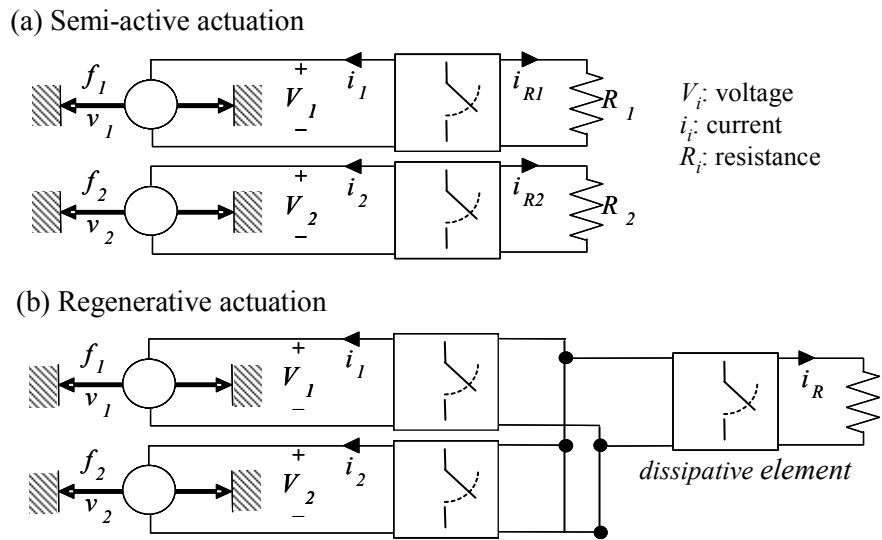 (a) Semi-active actuation
f1
v1
+
V1
−
i1
iR1
R1
f2
v2
+
V2
−
i2
iR2
R2
Vi: voltage
ii: current
Ri: resistance
(b) Regenerative actuation
f1
v1
+
V1
−
i1
f2
v2
+
V2
−
i2
iR
dissipative element